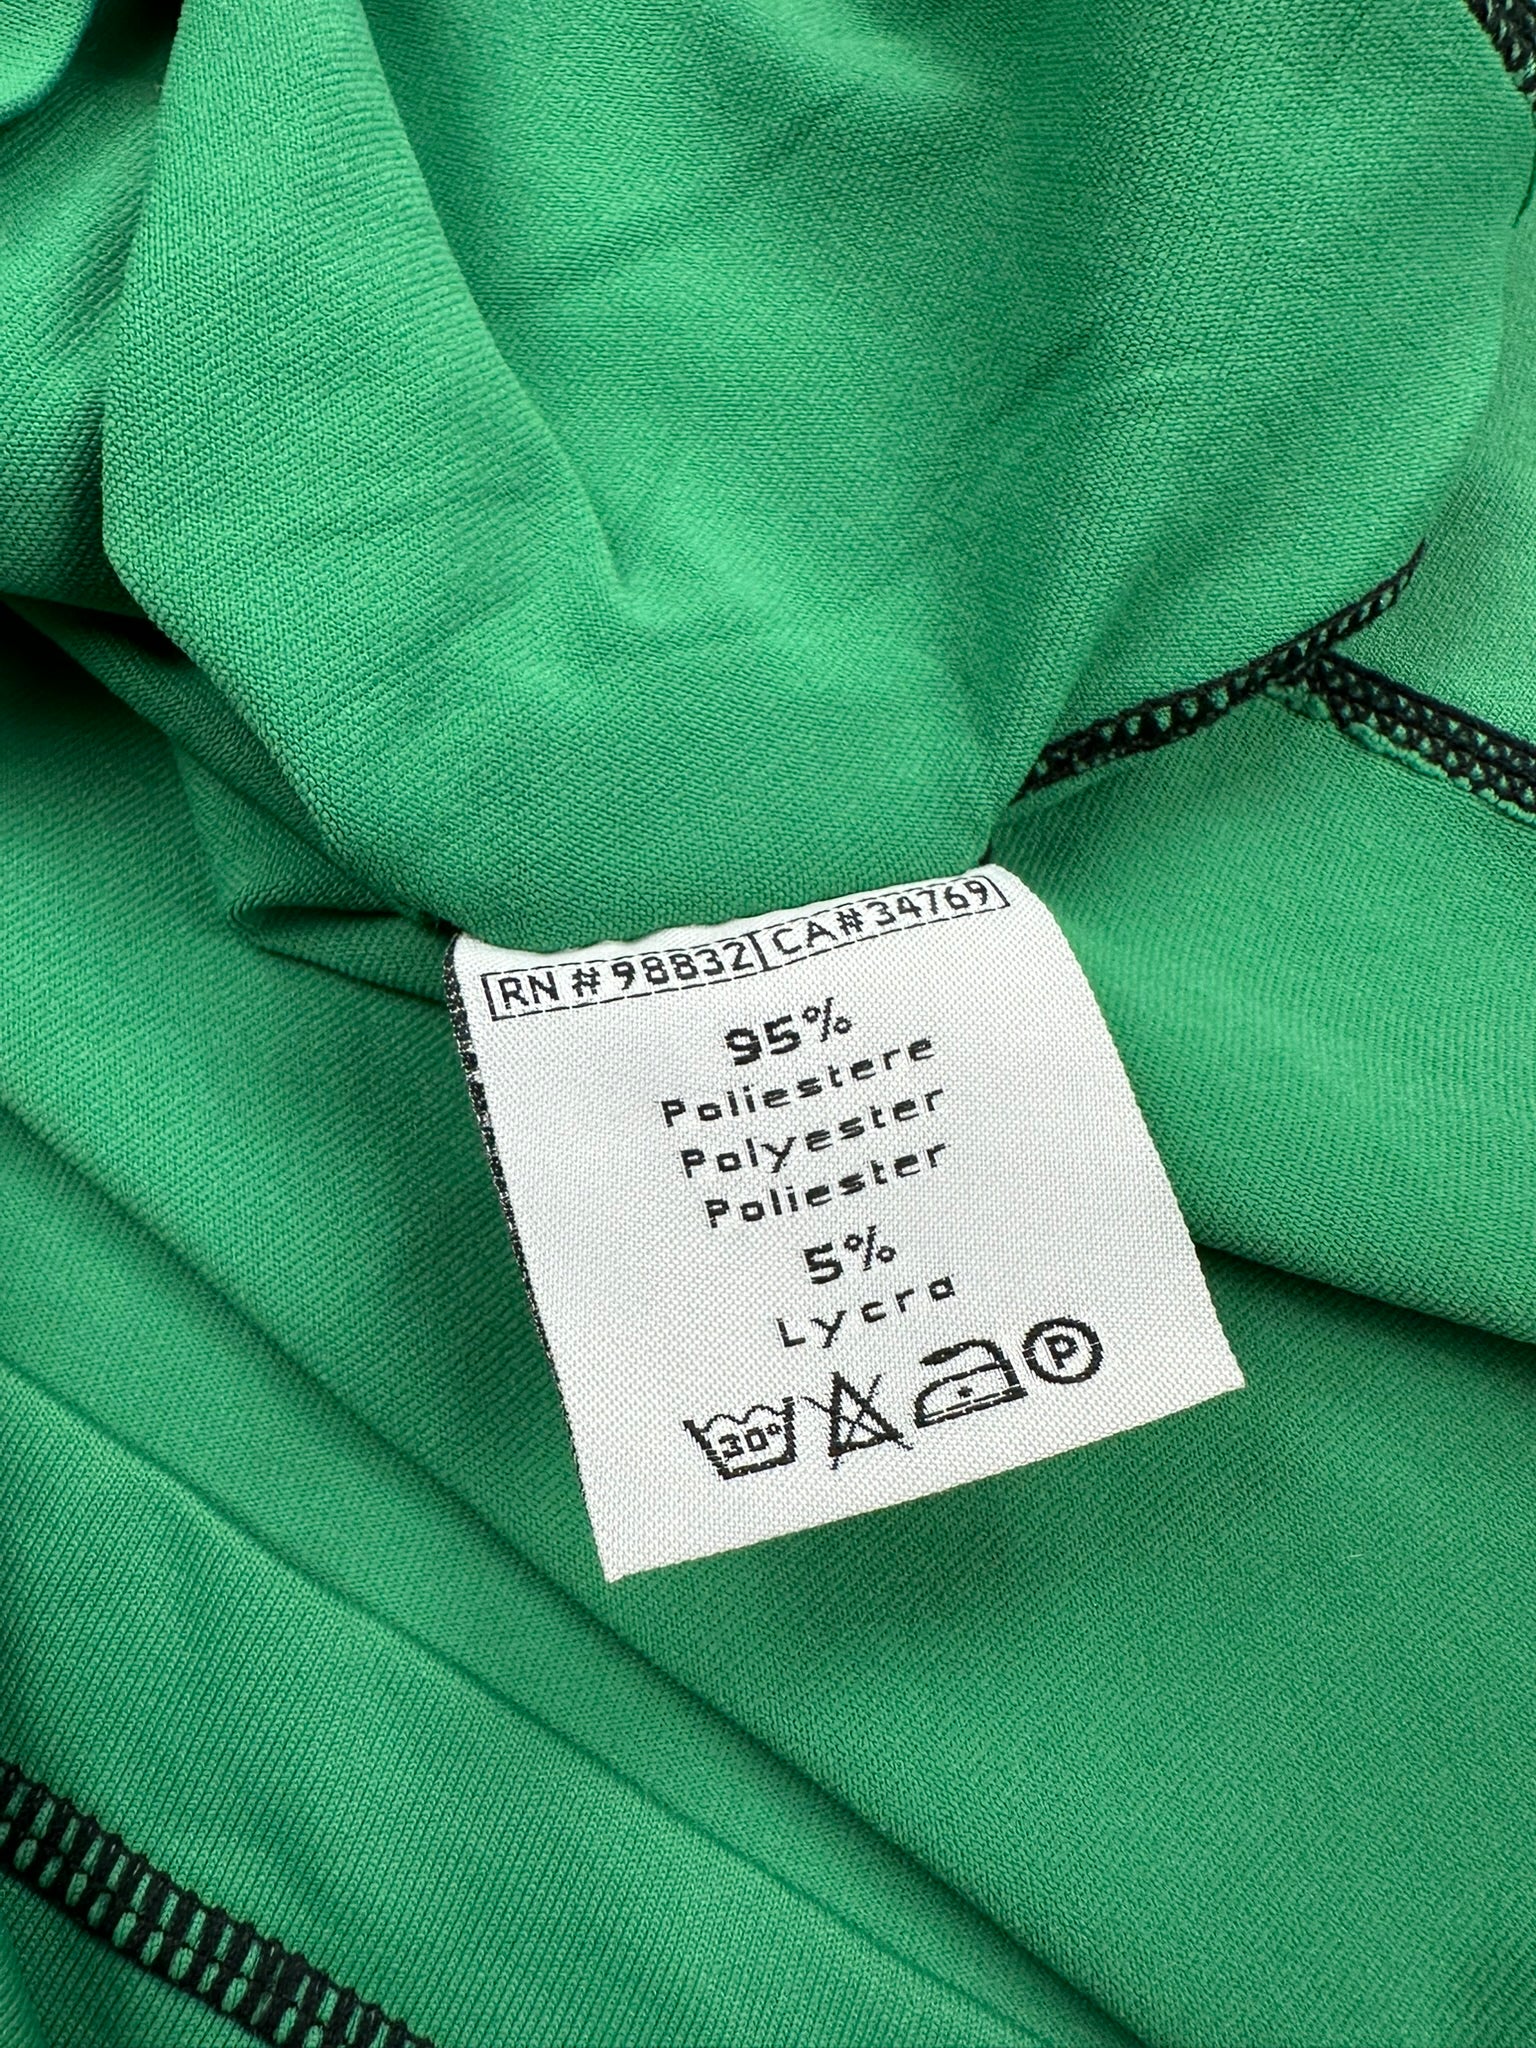 RN # 98832 CA # 34769
95%
Poliestere
Polyester
Poliester
5%
Lycra
30° P